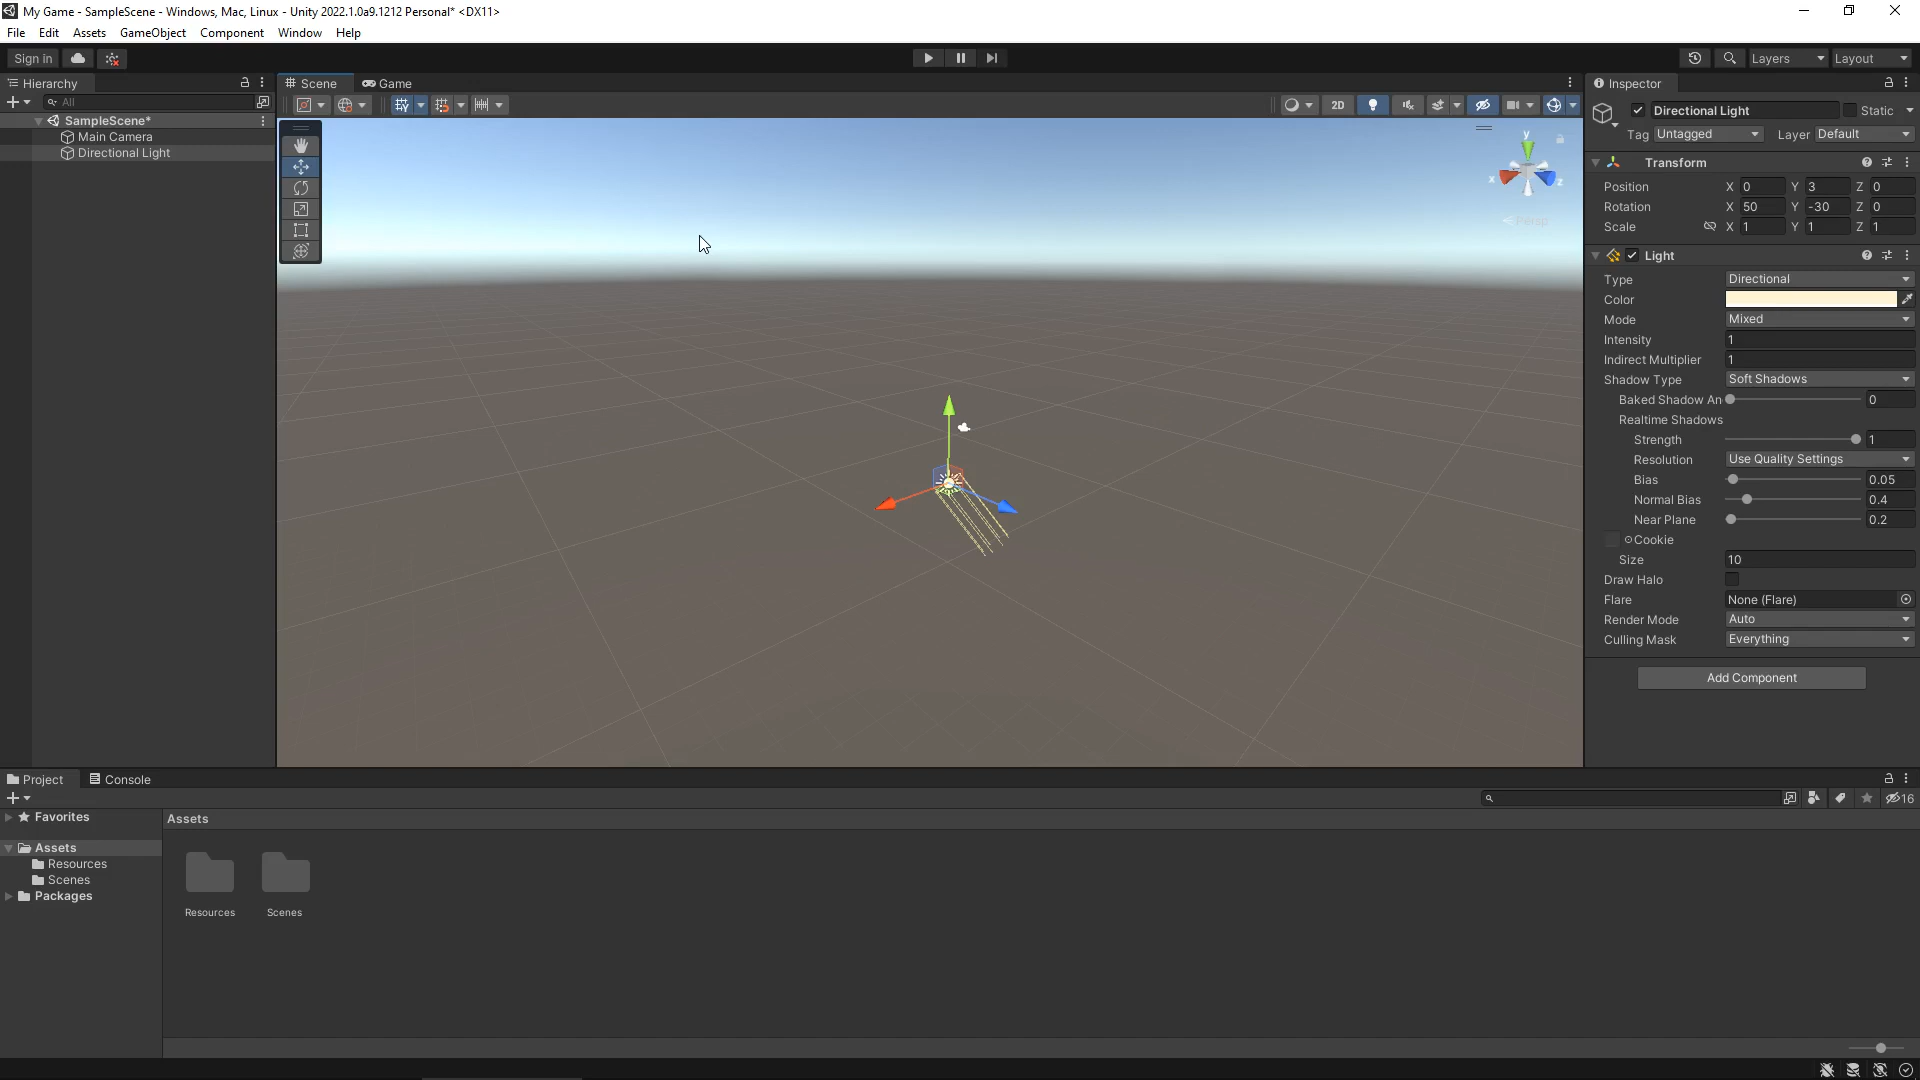 My Game - SampleScene - Windows, Mac, Linux - Unity 2022.1.0a9.1212 Personal* <DX11>
File Edit Assets GameObject Component Window Help
Sign in
Layers Layout
Hierarchy
All
SampleScene*
Main Camera
Directional Light
Scene Game
2D
y
x z
Persp
Inspector
Directional Light Static
Tag Untagged Layer Default
Transform
Position X 0 Y 3 Z 0
Rotation X 50 Y -30 Z 0
Scale X 1 Y 1 Z 1
Light
Type Directional
Color
Mode Mixed
Intensity 1
Indirect Multiplier 1
Shadow Type Soft Shadows
Baked Shadow An 0
Realtime Shadows
Strength 1
Resolution Use Quality Settings
Bias 0.05
Normal Bias 0.4
Near Plane 0.2
Cookie
Size 10
Draw Halo
Flare None (Flare)
Render Mode Auto
Culling Mask Everything
Add Component
Project Console
16
Favorites
Assets
Resources
Scenes
Packages
Assets
Resources Scenes